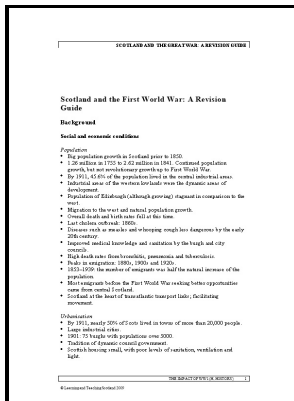 SCOTLAND AND THE GREAT WAR: A REVISION GUIDE
Scotland and the First World War: A Revision
Guide
Background
Social and economic conditions
Population
• Big population growth in Scotland prior to 1850.
• 1.26 million in 1755 to 2.62 million in 1841. Continued population
growth, but not revolutionary growth up to First World War.
• By 1911, 45.6% of the population lived in the central industrial areas.
• Industrial areas of the western lowlands were the dynamic areas of
development.
• Population of Edinburgh (although growing) stagnant in comparison to the
west.
• Migration to the west and natural population growth.
• Overall death and birth rates fell at this time.
• Last cholera outbreak: 1860s.
• Diseases such as measles and whooping cough less dangerous by the early
20th century.
• Improved medical knowledge and sanitation by the burgh and city
councils.
• High death rates from bronchitis, pneumonia and tuberculosis.
• Peaks in emigration: 1880s, 1900s and 1920s.
• 1853–1939: the number of emigrants was half the natural increase of the
population.
• Most emigrants before the First World War seeking better opportunities
came from central Scotland.
• Scotland at the heart of transatlantic transport links; facilitating
movement.
Urbanisation
• By 1911, nearly 50% of Scots lived in towns of more than 20,000 people.
• Large industrial cities.
• 1901: 75 burghs with populations over 5000.
• Tradition of dynamic council government.
• Scottish housing small, with poor levels of sanitation, ventilation and
light.
THE IMPACT OF WW1 (H, HISTORY) 1
© Learning and Teaching Scotland 2009